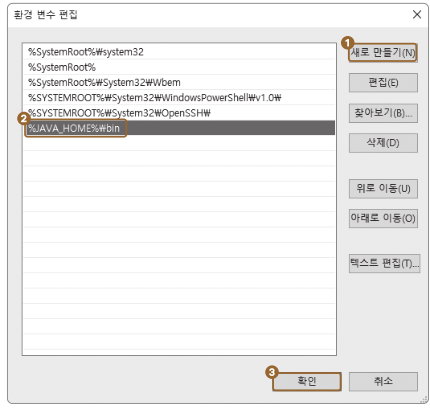 환경 변수 편집
%SystemRoot%₩system32
%SystemRoot%
%SystemRoot%₩System32₩Wbem
%SYSTEMROOT%₩System32₩WindowsPowerShell₩v1.0₩
%SYSTEMROOT%₩System32₩OpenSSH₩
2 %JAVA_HOME%₩bin
1 새로 만들기(N)
편집(E)
찾아보기(B)...
삭제(D)
위로 이동(U)
아래로 이동(O)
텍스트 편집(T)...
3 확인
취소